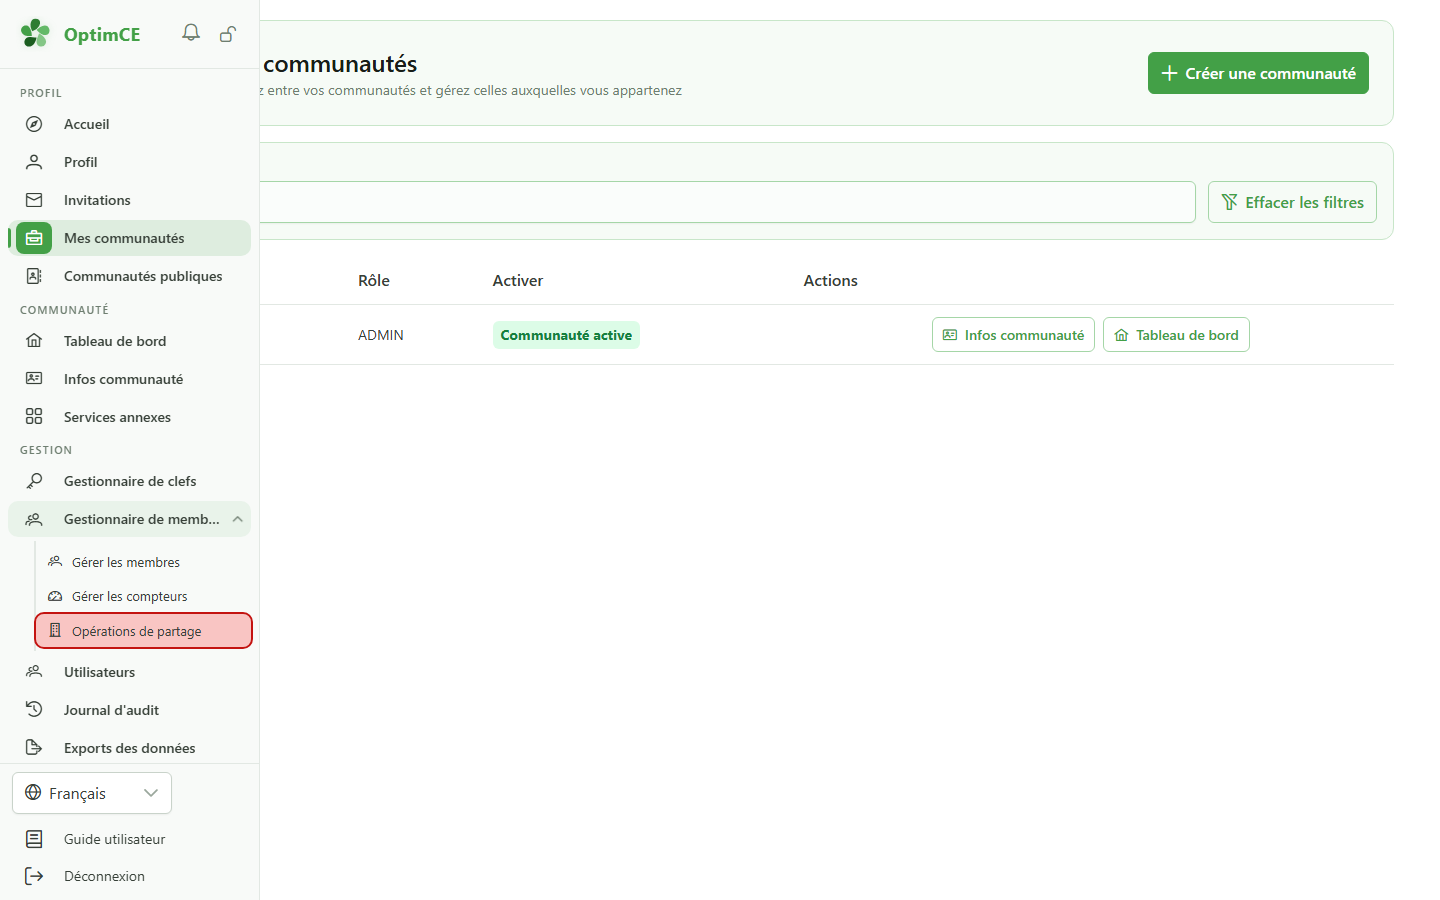 OptimCE
PROFIL
Accueil
Profil
Invitations
Mes communautés
Communautés publiques
COMMUNAUTÉ
Tableau de bord
Infos communauté
Services annexes
GESTION
Gestionnaire de clefs
Gestionnaire de memb...
Gérer les membres
Gérer les compteurs
Opérations de partage
Utilisateurs
Journal d'audit
Exports des données
Français
Guide utilisateur
Déconnexion
communautés
entre vos communautés et gérez celles auxquelles vous appartenez
Créer une communauté
Effacer les filtres
Rôle Activer Actions
ADMIN Communauté active Infos communauté Tableau de bord